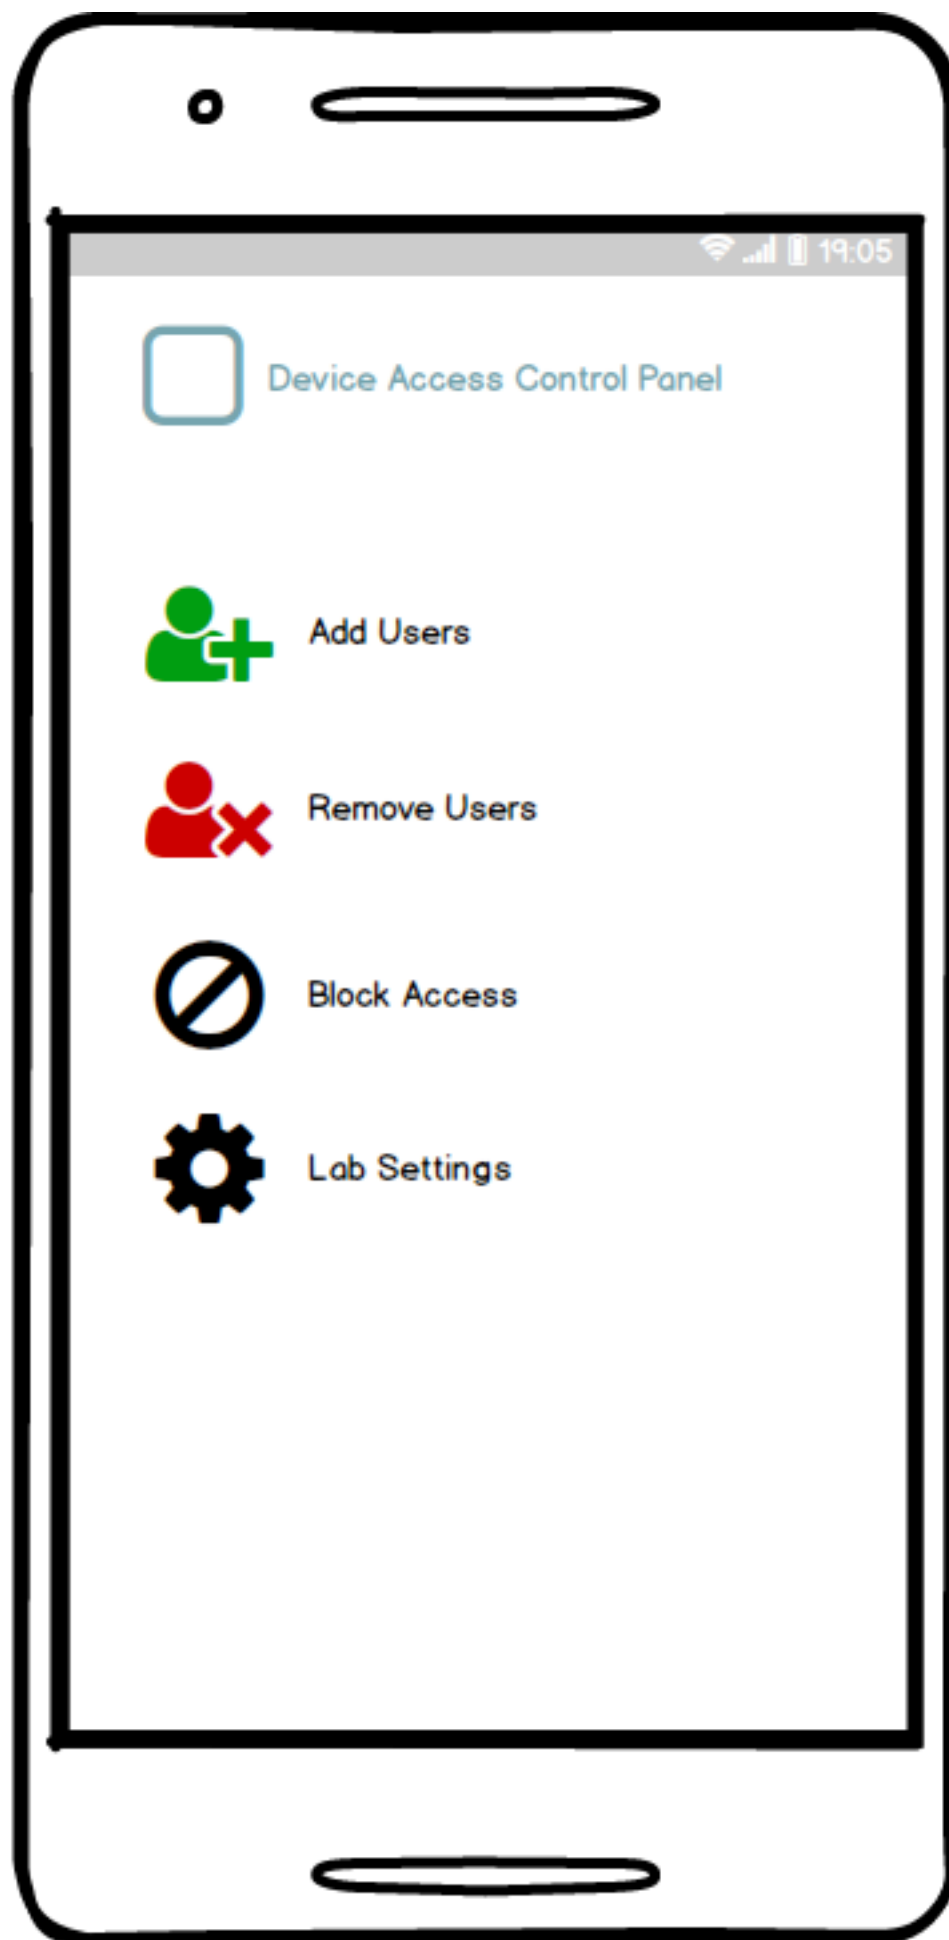 19:05
Device Access Control Panel
Add Users
Remove Users
Block Access
Lab Settings